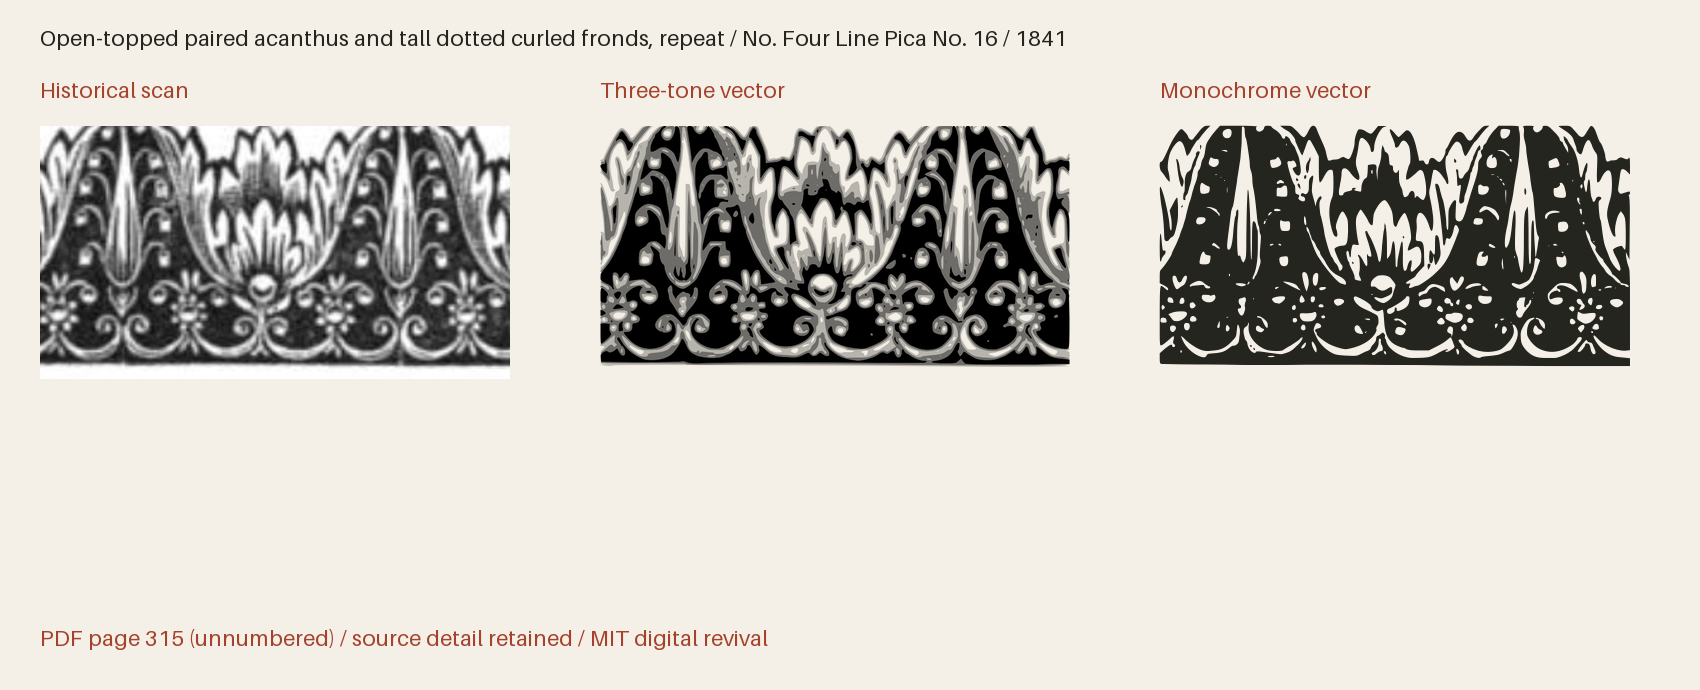 Open-topped paired acanthus and tall dotted curled fronds, repeat / No. Four Line Pica No. 16 / 1841
Historical scan
Three-tone vector
Monochrome vector
PDF page 315 (unnumbered) / source detail retained / MIT digital revival